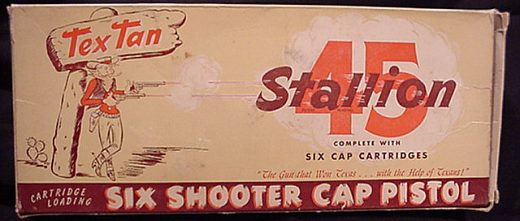 Tex Tan
45
Stallion
COMPLETE WITH
SIX CAP CARTRIDGES
"The Gun that Won Texas . . . with the Help of Texans!"
CARTRIDGE
LOADING
SIX SHOOTER CAP PISTOL